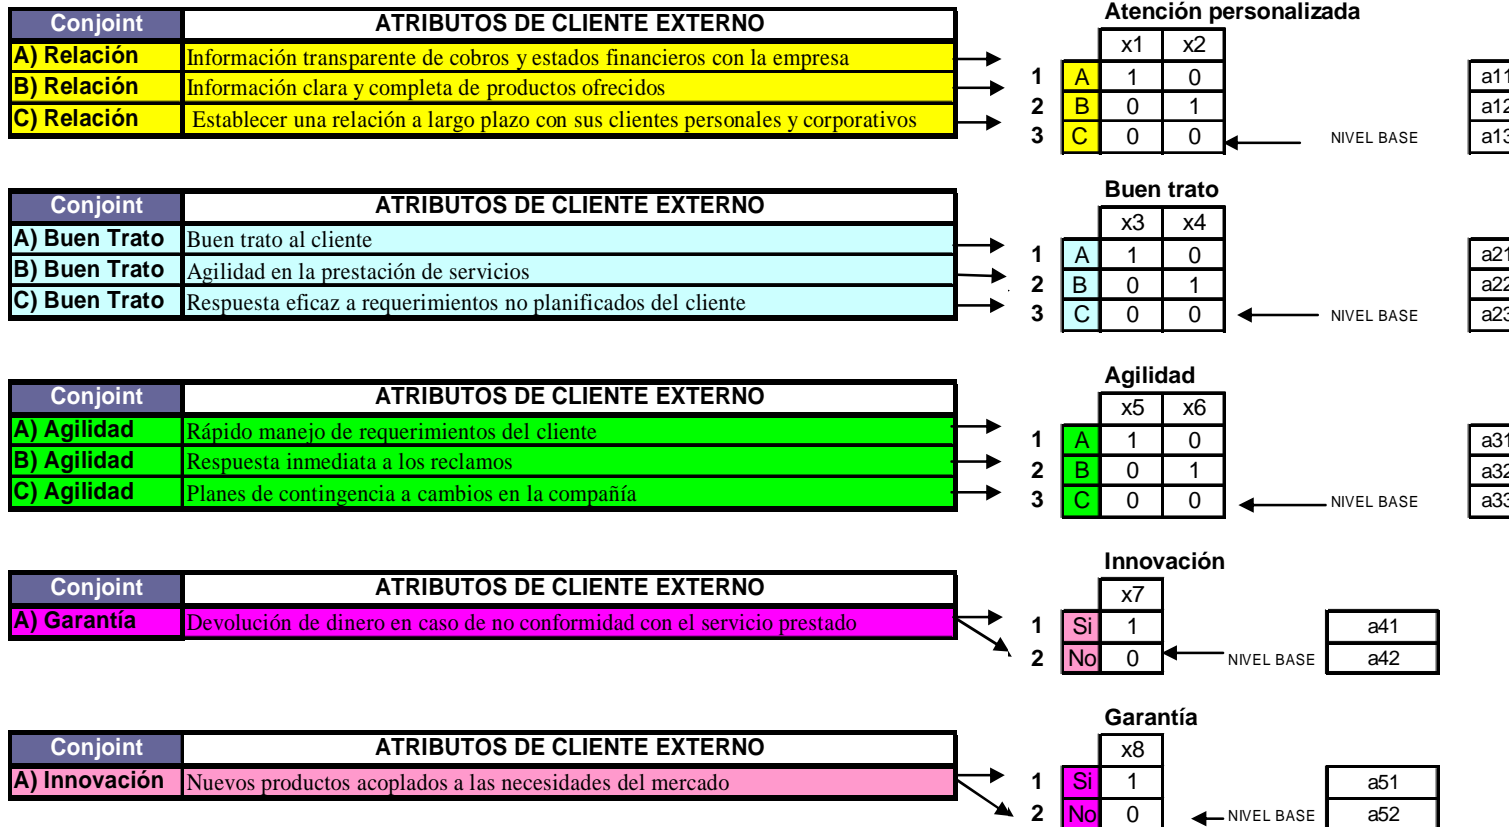 Atención personalizada
Conjoint ATRIBUTOS DE CLIENTE EXTERNO
x1 x2
A) Relación Información transparente de cobros y estados financieros con la empresa
1 A 1 0 a11
B) Relación Información clara y completa de productos ofrecidos
2 B 0 1 a12
C) Relación Establecer una relación a largo plazo con sus clientes personales y corporativos
3 C 0 0 NIVEL BASE a13
Buen trato
Conjoint ATRIBUTOS DE CLIENTE EXTERNO
x3 x4
A) Buen Trato Buen trato al cliente
1 A 1 0 a21
B) Buen Trato Agilidad en la prestación de servicios
2 B 0 1 a22
C) Buen Trato Respuesta eficaz a requerimientos no planificados del cliente
3 C 0 0 NIVEL BASE a23
Agilidad
Conjoint ATRIBUTOS DE CLIENTE EXTERNO
x5 x6
A) Agilidad Rápido manejo de requerimientos del cliente
1 A 1 0 a31
B) Agilidad Respuesta inmediata a los reclamos
2 B 0 1 a32
C) Agilidad Planes de contingencia a cambios en la compañía
3 C 0 0 NIVEL BASE a33
Innovación
Conjoint ATRIBUTOS DE CLIENTE EXTERNO
x7
A) Garantía Devolución de dinero en caso de no conformidad con el servicio prestado
1 Si 1 a41
2 No 0 NIVEL BASE a42
Garantía
Conjoint ATRIBUTOS DE CLIENTE EXTERNO
x8
A) Innovación Nuevos productos acoplados a las necesidades del mercado
1 Si 1 a51
2 No 0 NIVEL BASE a52